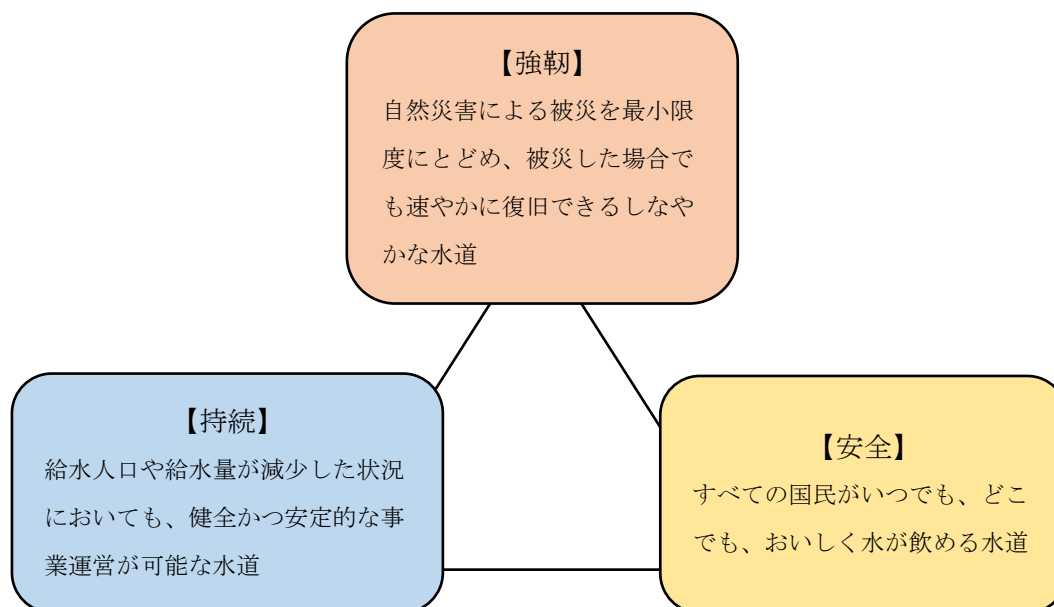 【強靭】
自然災害による被災を最小限
度にとどめ、被災した場合で
も速やかに復旧できるしなや
かな水道
【持続】
給水人口や給水量が減少した状況
においても、健全かつ安定的な事
業運営が可能な水道
【安全】
すべての国民がいつでも、どこ
でも、おいしく水が飲める水道